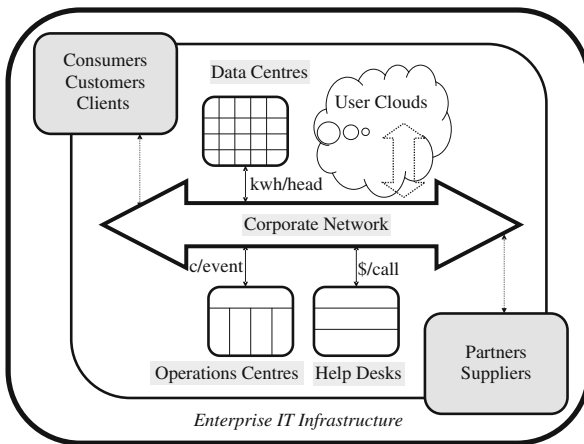 Consumers
Customers
Clients
Data Centres
User Clouds
kwh/head
Corporate Network
c/event
$/call
Operations Centres
Help Desks
Partners
Suppliers
Enterprise IT Infrastructure